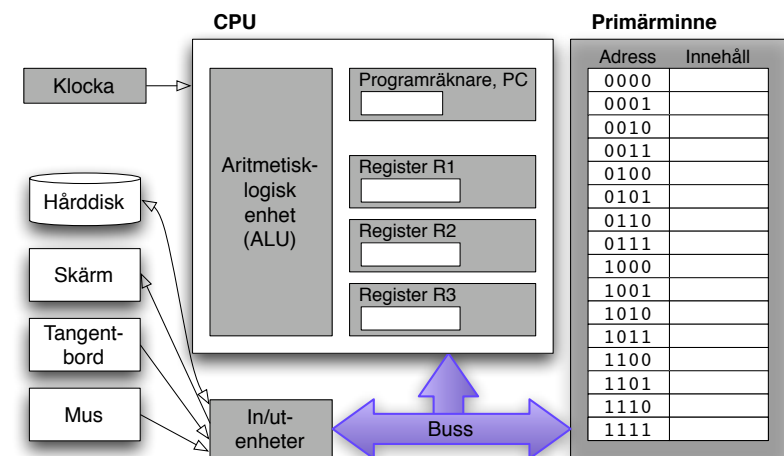 CPU
Primärminne
Klocka
Hårddisk
Skärm
Tangent-
bord
Mus
Aritmetisk-
logisk
enhet
(ALU)
Programräknare, PC
Register R1
Register R2
Register R3
In/ut-
enheter
Buss
Adress Innehåll
0000
0001
0010
0011
0100
0101
0110
0111
1000
1001
1010
1011
1100
1101
1110
1111